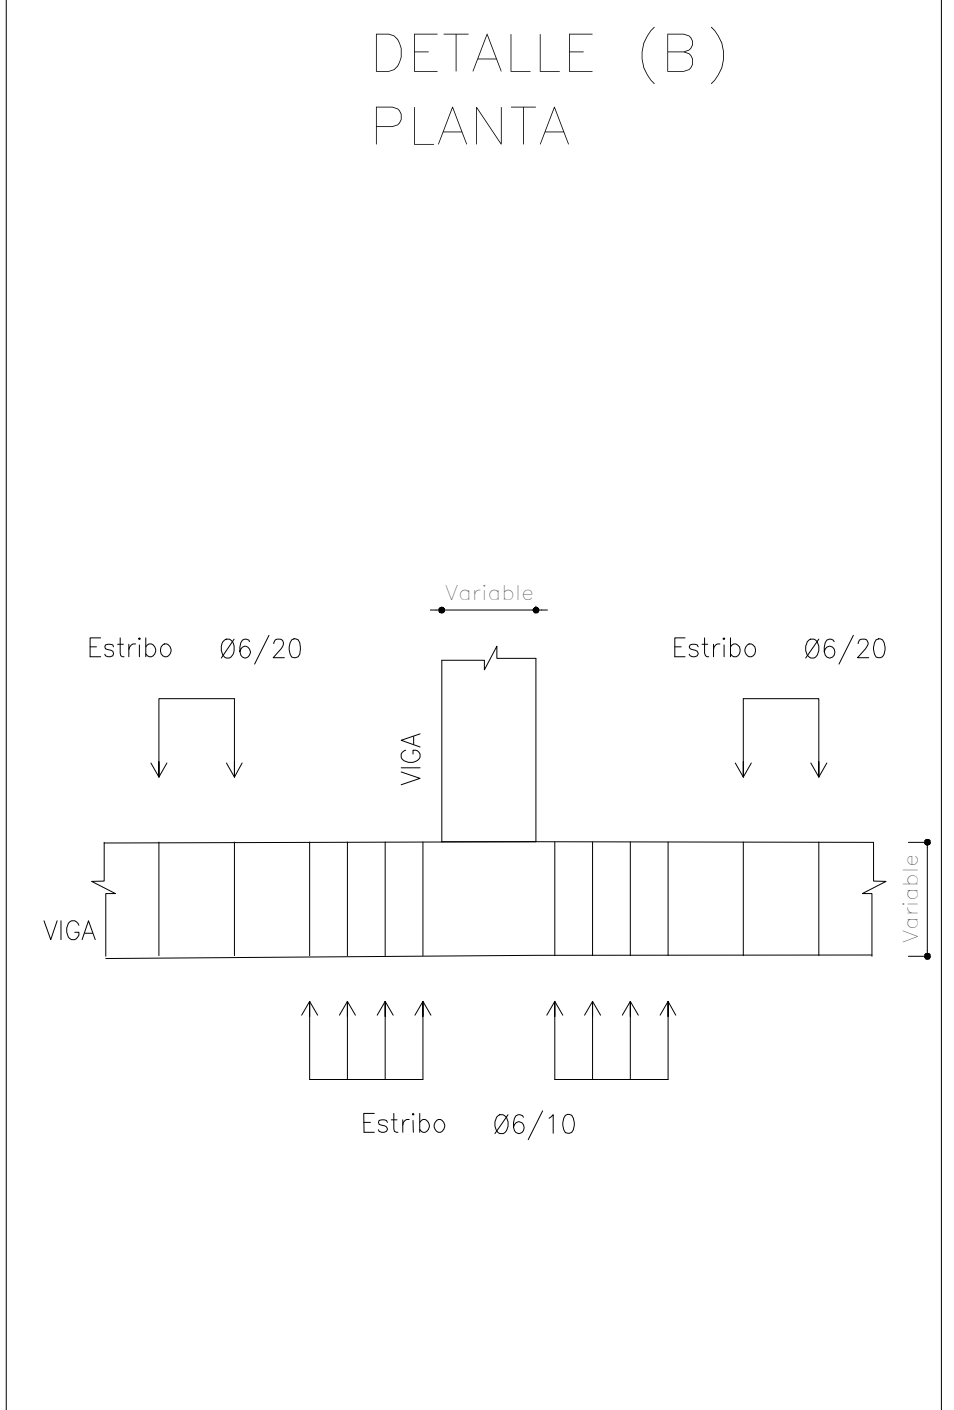 DETALLE (B)
PLANTA
Variable
Estribo Ø6/20
Estribo Ø6/20
VIGA
Variable
VIGA
Estribo Ø6/10